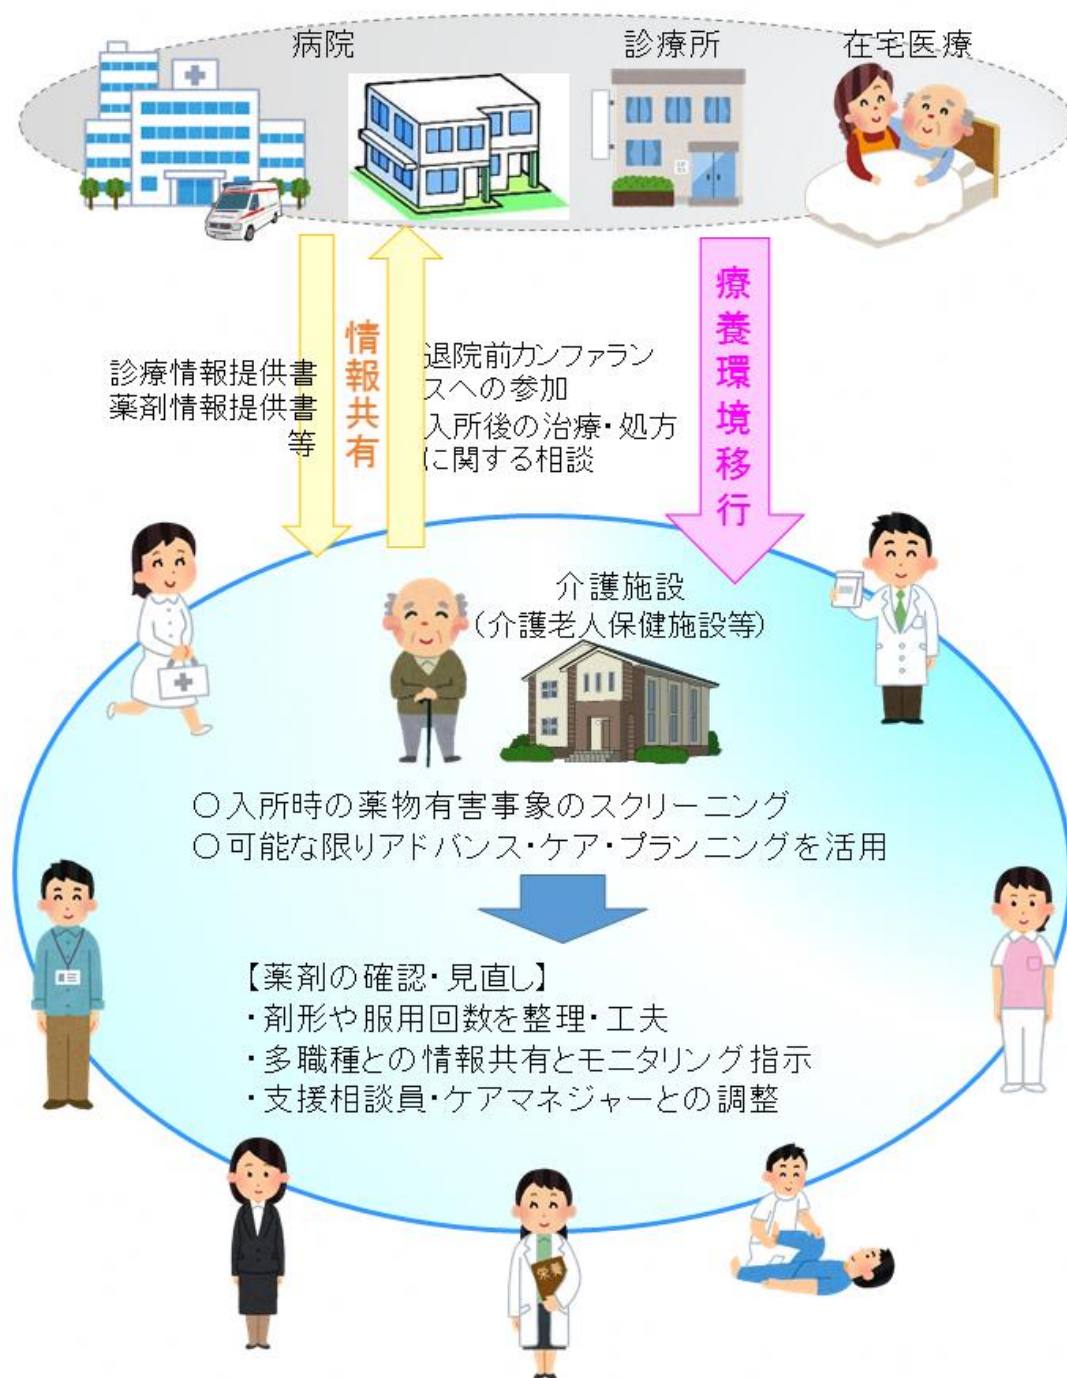 病院
診療所
在宅医療
診療情報提供書
薬剤情報提供書
等
情報共有
退院前カンファラン
スへの参加
入所後の治療・処方
に関する相談
療養環境移行
介護施設
(介護老人保健施設等)
○入所時の薬物有害事象のスクリーニング
○可能な限りアドバンス・ケア・プランニングを活用
【薬剤の確認・見直し】
・剤形や服用回数を整理・工夫
・多職種との情報共有とモニタリング指示
・支援相談員・ケアマネジャーとの調整
栄養